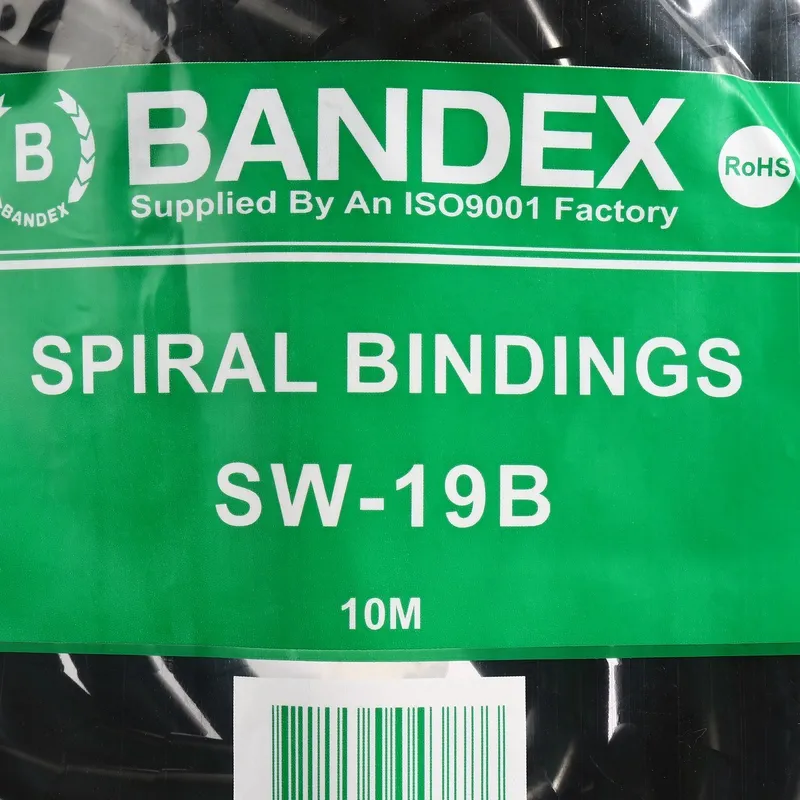 B
BANDEX
BANDEX
Supplied By An ISO9001 Factory
RoHS
SPIRAL BINDINGS
SW-19B
10M